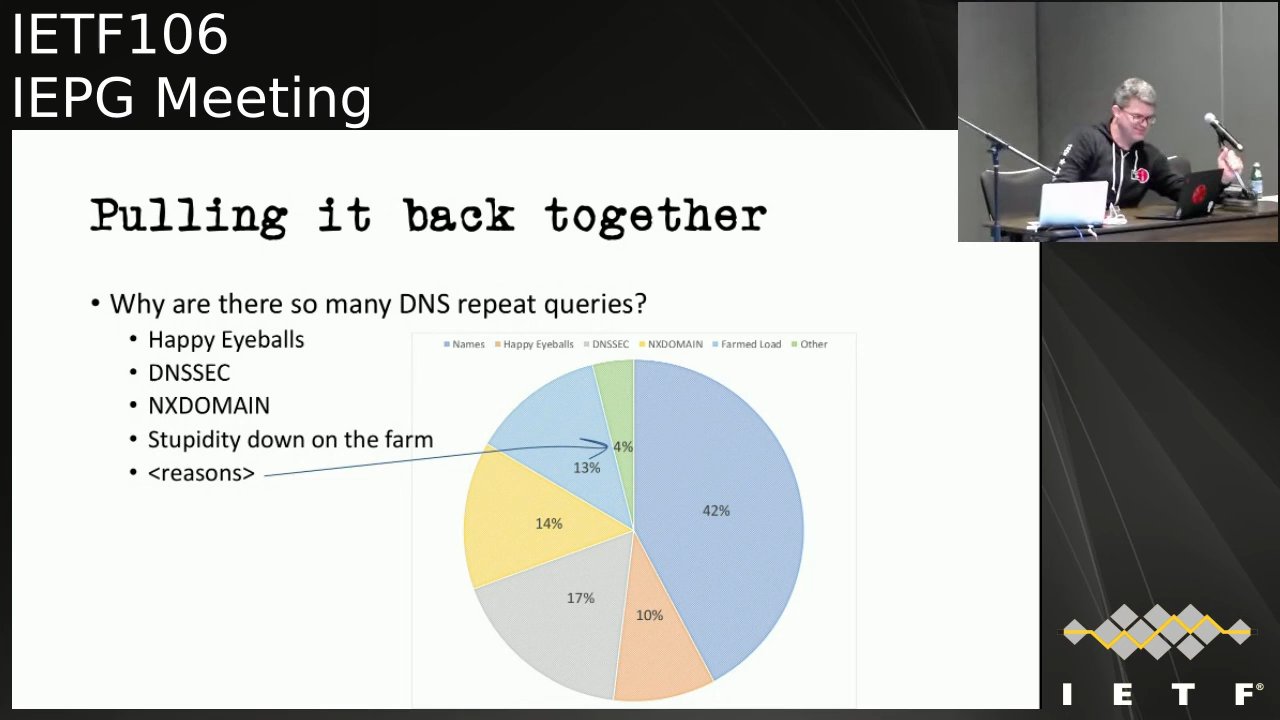 IETF106
IEPG Meeting
Pulling it back together
• Why are there so many DNS repeat queries?
• Happy Eyeballs
• DNSSEC
• NXDOMAIN
• Stupidity down on the farm
• <reasons>
Names Happy Eyeballs DNSSEC NXDOMAIN Farmed Load Other
4%
13%
42%
14%
17%
10%
I E T F®